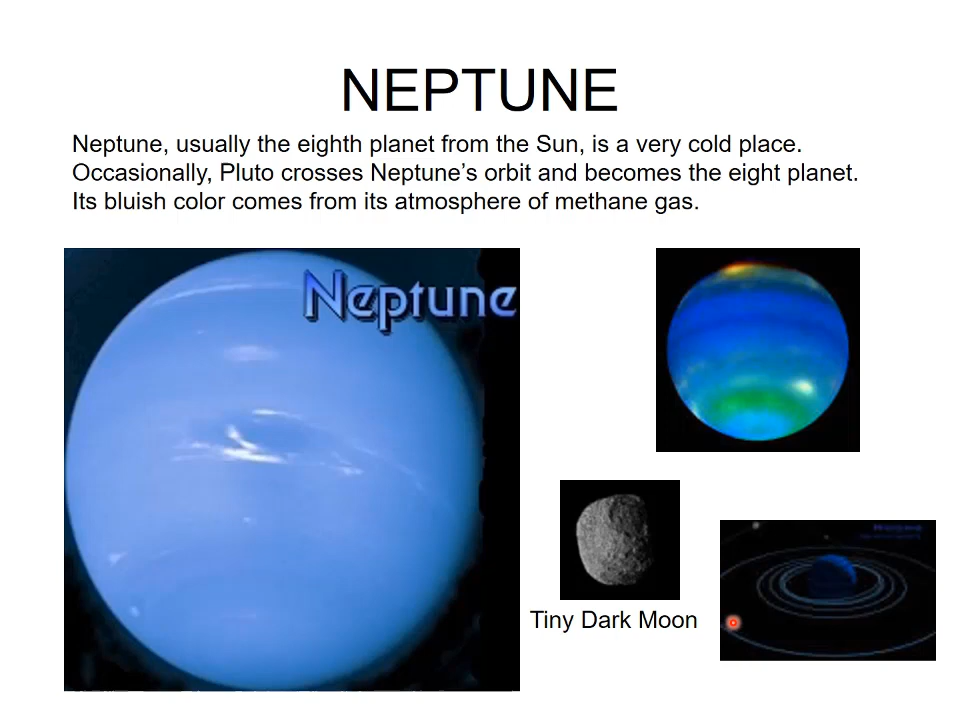 NEPTUNE
Neptune, usually the eighth planet from the Sun, is a very cold place.
Occasionally, Pluto crosses Neptune’s orbit and becomes the eight planet.
Its bluish color comes from its atmosphere of methane gas.
Neptune
Tiny Dark Moon